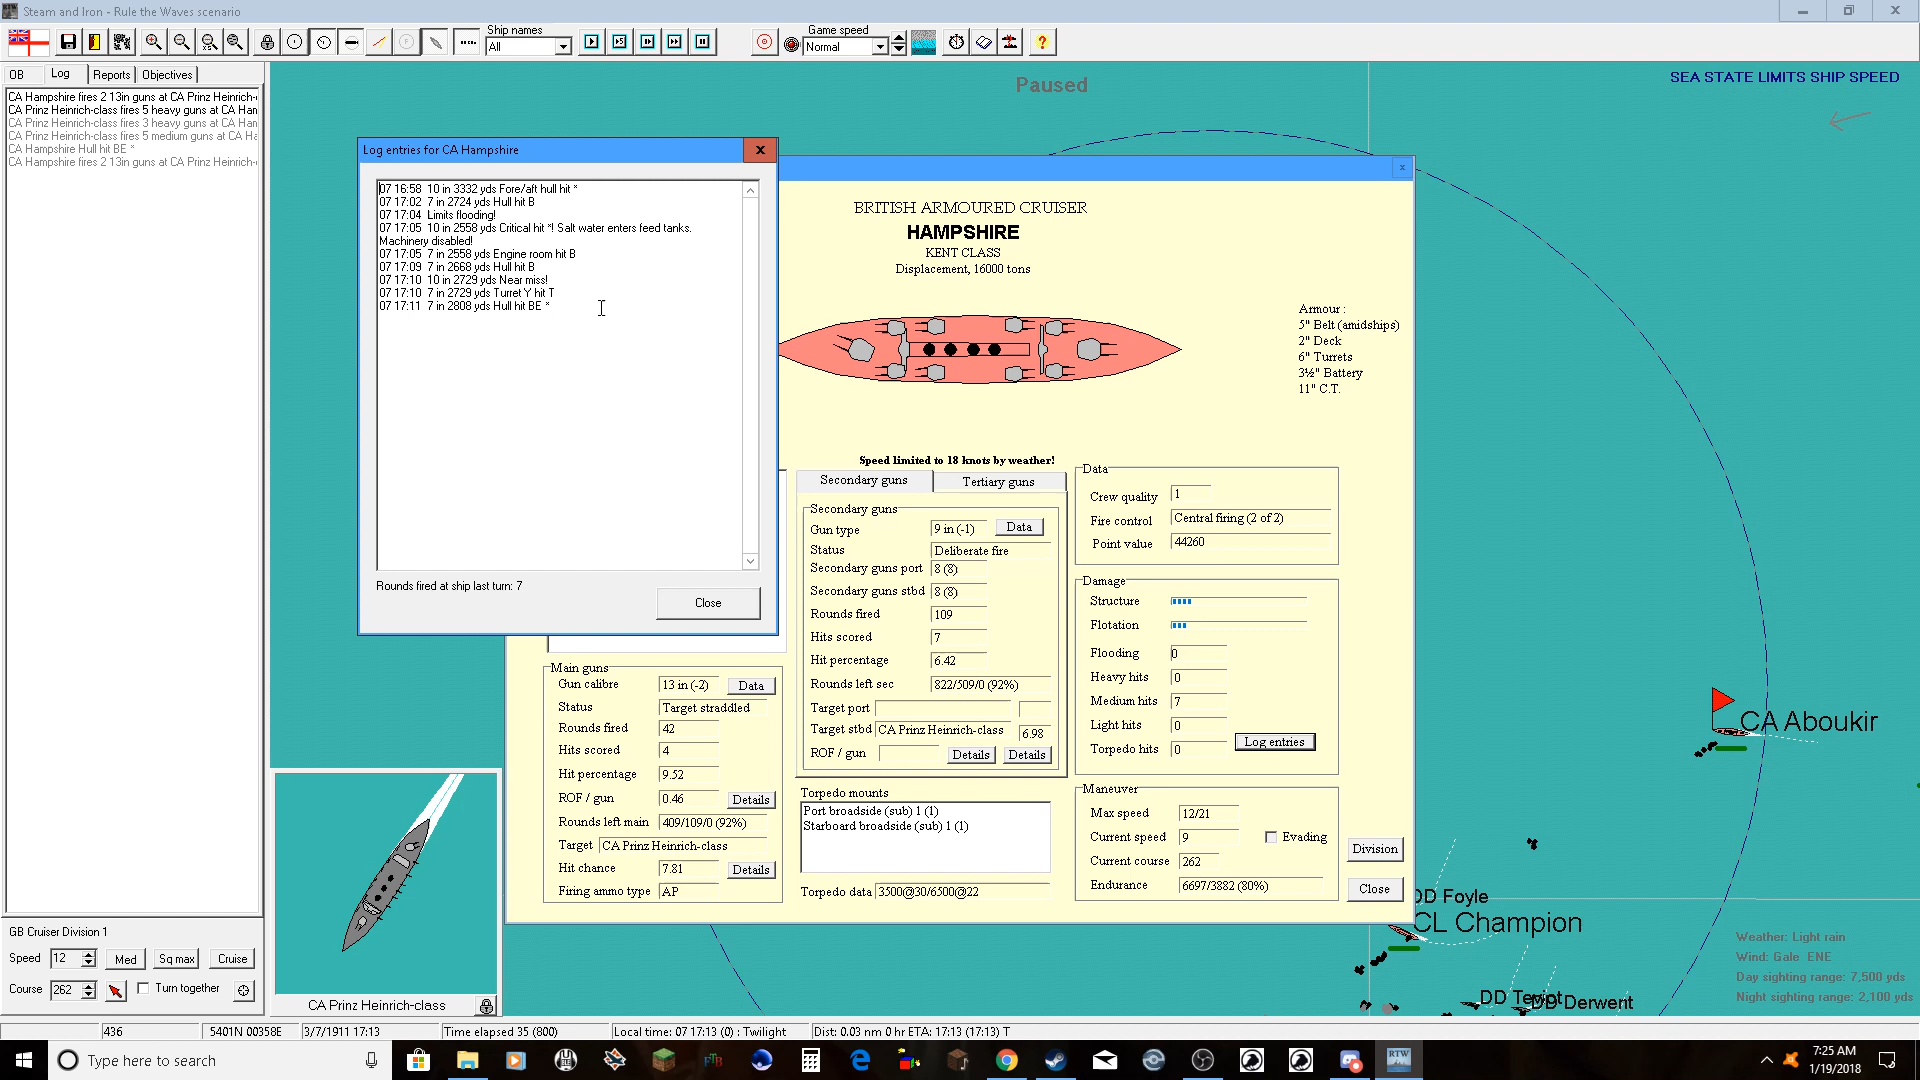 Steam and Iron - Rule the Waves scenario
Ship names
All
Game speed
Normal
OB
Log
Reports
Objectives
CA Hampshire fires 2 13in guns at CA Prinz Heinrich-
CA Prinz Heinrich-class fires 5 heavy guns at CA Han
CA Prinz Heinrich-class fires 3 heavy guns at CA Han
CA Prinz Heinrich-class fires 5 medium guns at CA Ha
CA Hampshire Hull hit BE *
CA Hampshire fires 2 13in guns at CA Prinz Heinrich-
Paused
SEA STATE LIMITS SHIP SPEED
Log entries for CA Hampshire
07 16:58  10 in 3332 yds Fore/aft hull hit *
07 17:02  7 in 2724 yds Hull hit B
07 17:04  Limits flooding!
07 17:05  10 in 2558 yds Critical hit *! Salt water enters feed tanks.
Machinery disabled!
07 17:05  7 in 2558 yds Engine room hit B
07 17:09  7 in 2668 yds Hull hit B
07 17:10  10 in 2729 yds Near miss!
07 17:10  7 in 2729 yds Turret Y hit T
07 17:11  7 in 2808 yds Hull hit BE *
Rounds fired at ship last turn: 7
Close
BRITISH ARMOURED CRUISER
HAMPSHIRE
KENT CLASS
Displacement, 16000 tons
Armour :
5" Belt (amidships)
2" Deck
6" Turrets
3½" Battery
11" C.T.
Speed limited to 18 knots by weather!
Secondary guns
Tertiary guns
Secondary guns
Gun type 9 in (-1) Data
Status Deliberate fire
Secondary guns port 8 (8)
Secondary guns stbd 8 (8)
Rounds fired 109
Hits scored 7
Hit percentage 6.42
Rounds left sec 822/509/0 (92%)
Target port
Target stbd CA Prinz Heinrich-class 6.98
ROF / gun Details Details
Data
Crew quality 1
Fire control Central firing (2 of 2)
Point value 44260
Damage
Structure
Flotation
Flooding 0
Heavy hits 0
Medium hits 7
Light hits 0
Torpedo hits 0 Log entries
Main guns
Gun calibre 13 in (-2) Data
Status Target straddled
Rounds fired 42
Hits scored 4
Hit percentage 9.52
ROF / gun 0.46 Details
Rounds left main 409/109/0 (92%)
Target CA Prinz Heinrich-class
Hit chance 7.81 Details
Firing ammo type AP
Torpedo mounts
Port broadside (sub) 1 (1)
Starboard broadside (sub) 1 (1)
Torpedo data 3500@30/6500@22
Maneuver
Max speed 12/21
Current speed 9 Evading
Current course 262
Endurance 6697/3882 (80%)
Division
Close
CA Aboukir
DD Foyle
CL Champion
DD Teviot
DD Derwent
Weather: Light rain
Wind: Gale  ENE
Day sighting range: 7,500 yds
Night sighting range: 2,100 yds
GB Cruiser Division 1
Speed 12 Med Sq max Cruise
Course 262 Turn together
CA Prinz Heinrich-class
436
5401N 00358E
3/7/1911 17:13
Time elapsed 35 (800)
Local time: 07 17:13 (0) : Twilight
Dist: 0.03 nm 0 hr ETA: 17:13 (17:13) T
Type here to search
FTB
RTW
7:25 AM
1/19/2018